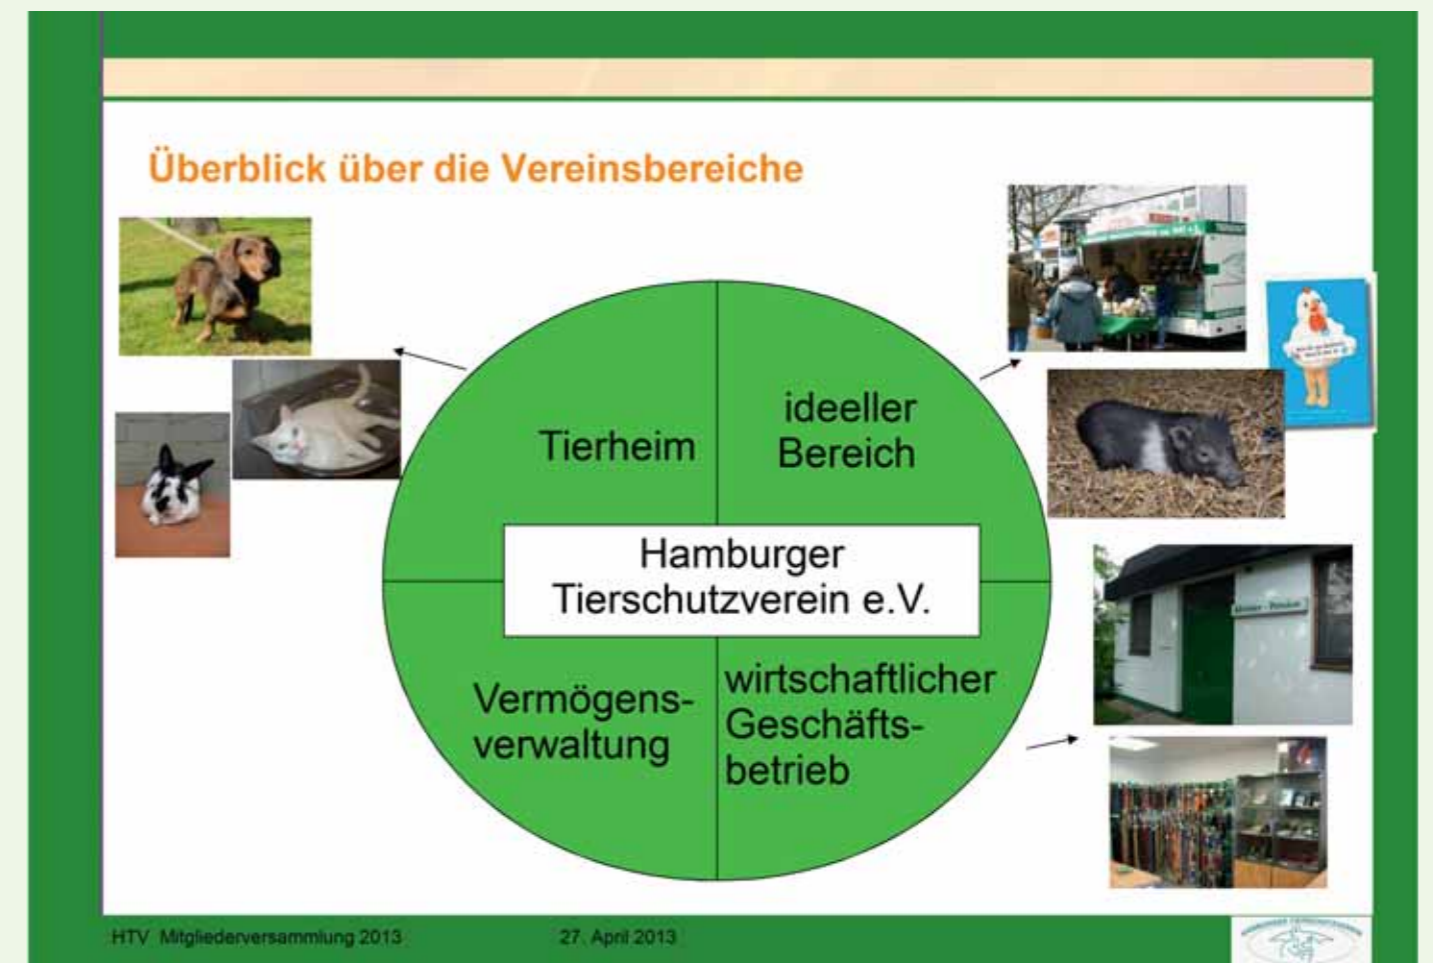 Überblick über die Vereinsbereiche
Tierheim
ideeller
Bereich
Hamburger
Tierschutzverein e.V.
Vermögens-
verwaltung
wirtschaftlicher
Geschäfts-
betrieb
HTV Mitgliederversammlung 2013
27. April 2013